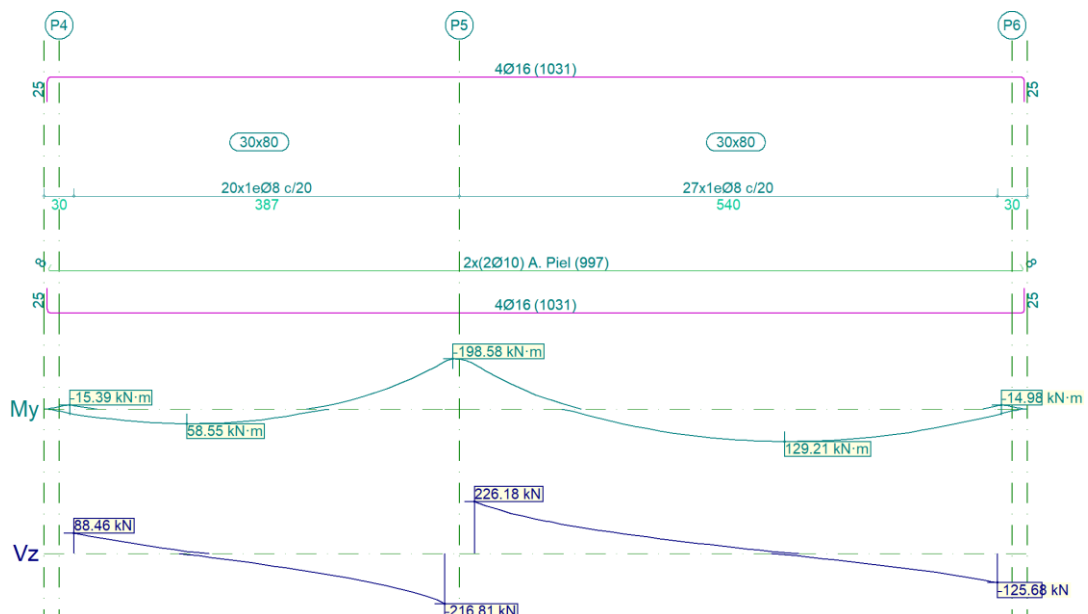 P4 P5 P6
4Ø16 (1031)
25 25
30x80 30x80
20x1eØ8 c/20 27x1eØ8 c/20
30 387 540 30
8 2x(2Ø10) A. Piel (997) 8
25 25
4Ø16 (1031)
-198.58 kN·m
-15.39 kN·m -14.98 kN·m
My
58.55 kN·m
129.21 kN·m
226.18 kN
88.46 kN
Vz
-125.68 kN
-216.81 kN